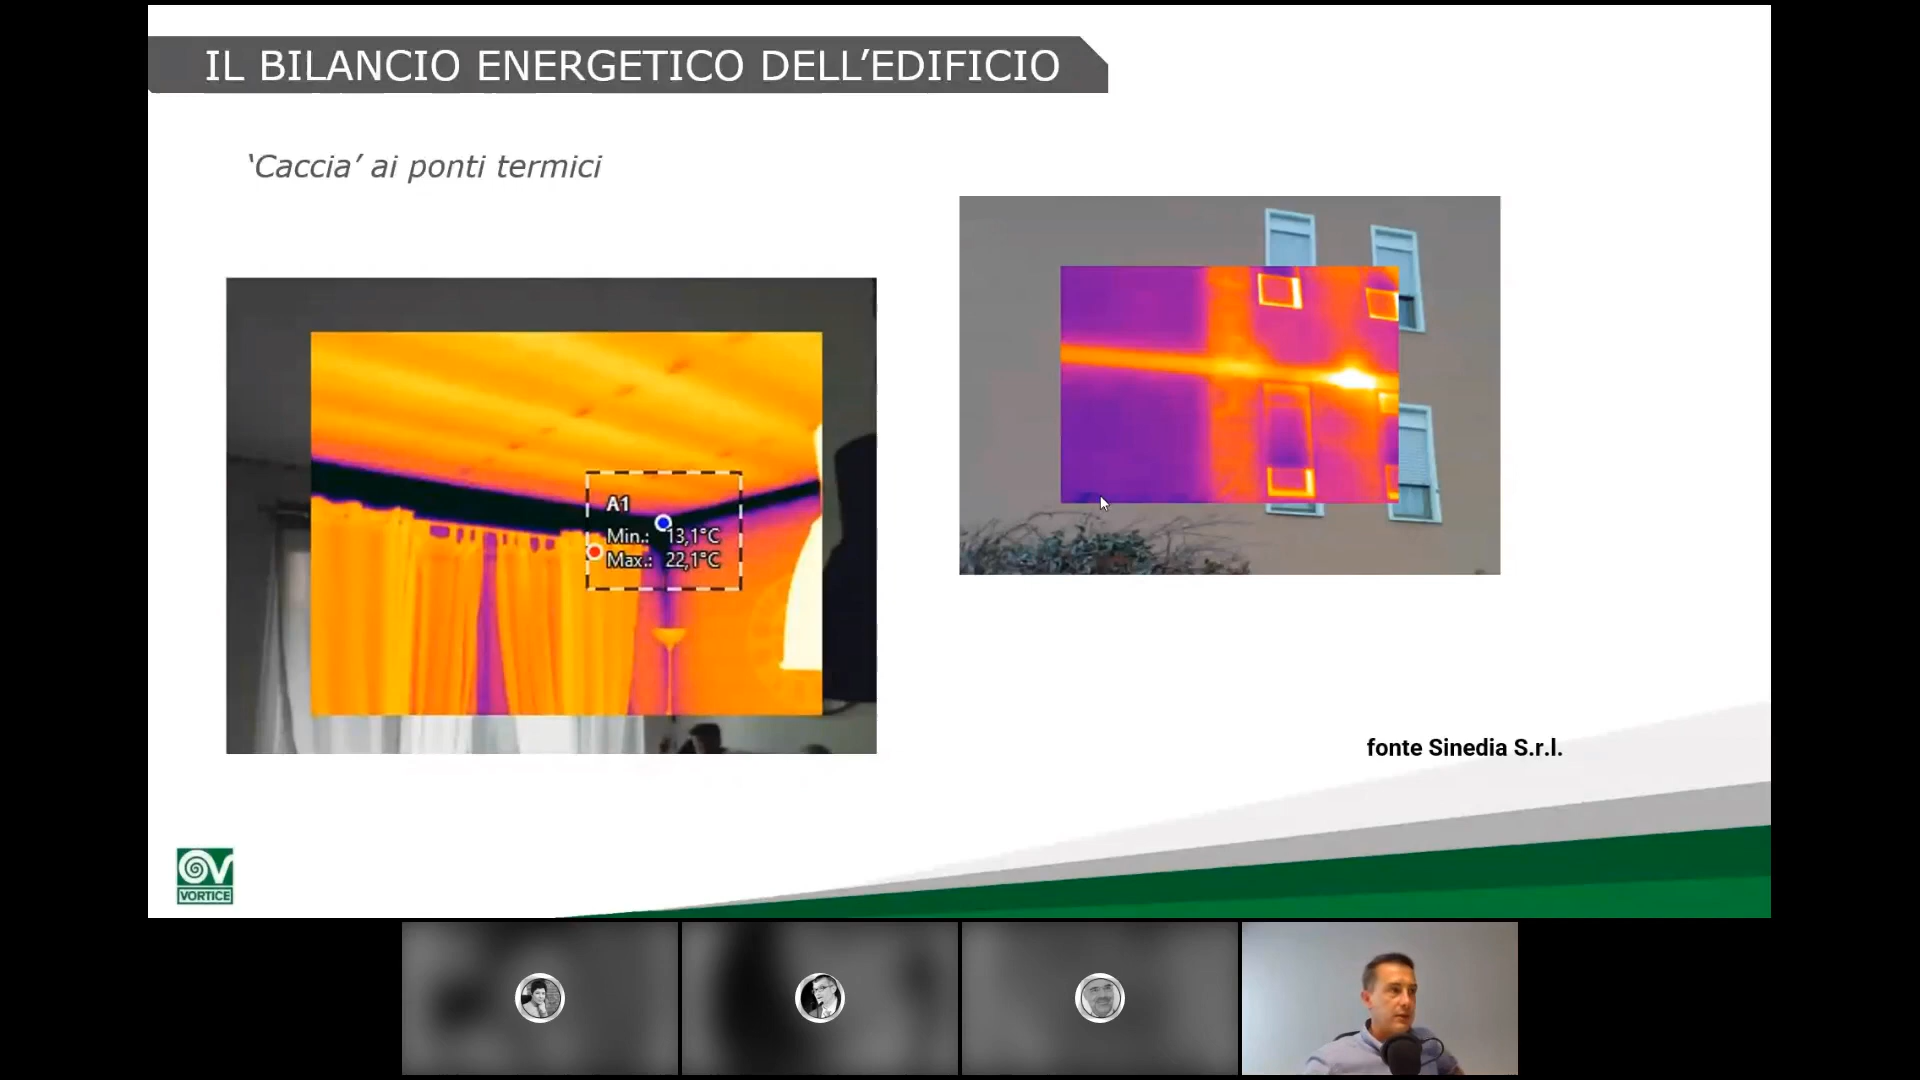 IL BILANCIO ENERGETICO DELL’EDIFICIO
‘Caccia’ ai ponti termici
A1
Min.: 13,1°C
Max.: 22,1°C
fonte Sinedia S.r.l.
VORTICE